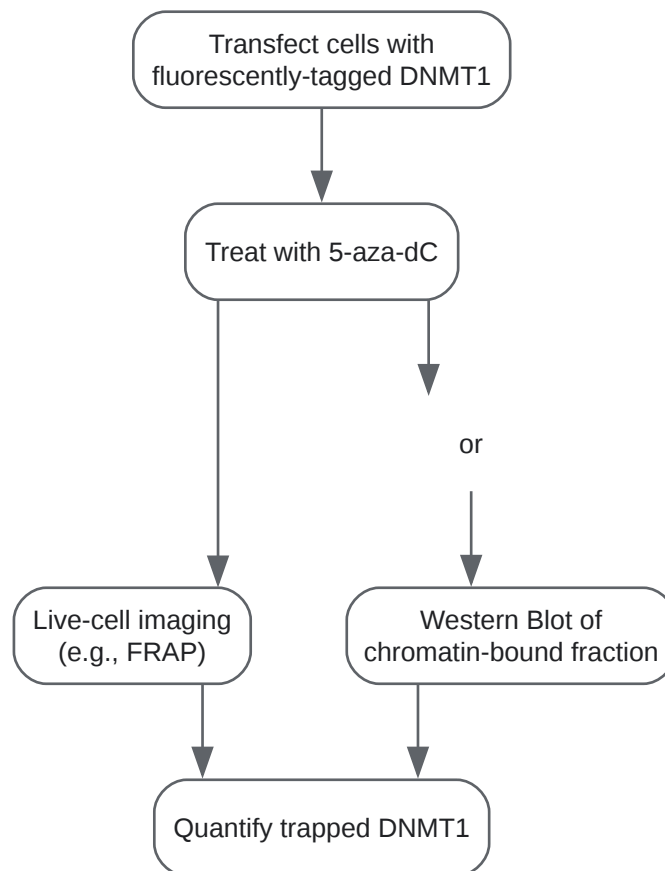 Transfect cells with
fluorescently-tagged DNMT1
Treat with 5-aza-dC
or
Live-cell imaging
(e.g., FRAP)
Western Blot of
chromatin-bound fraction
Quantify trapped DNMT1